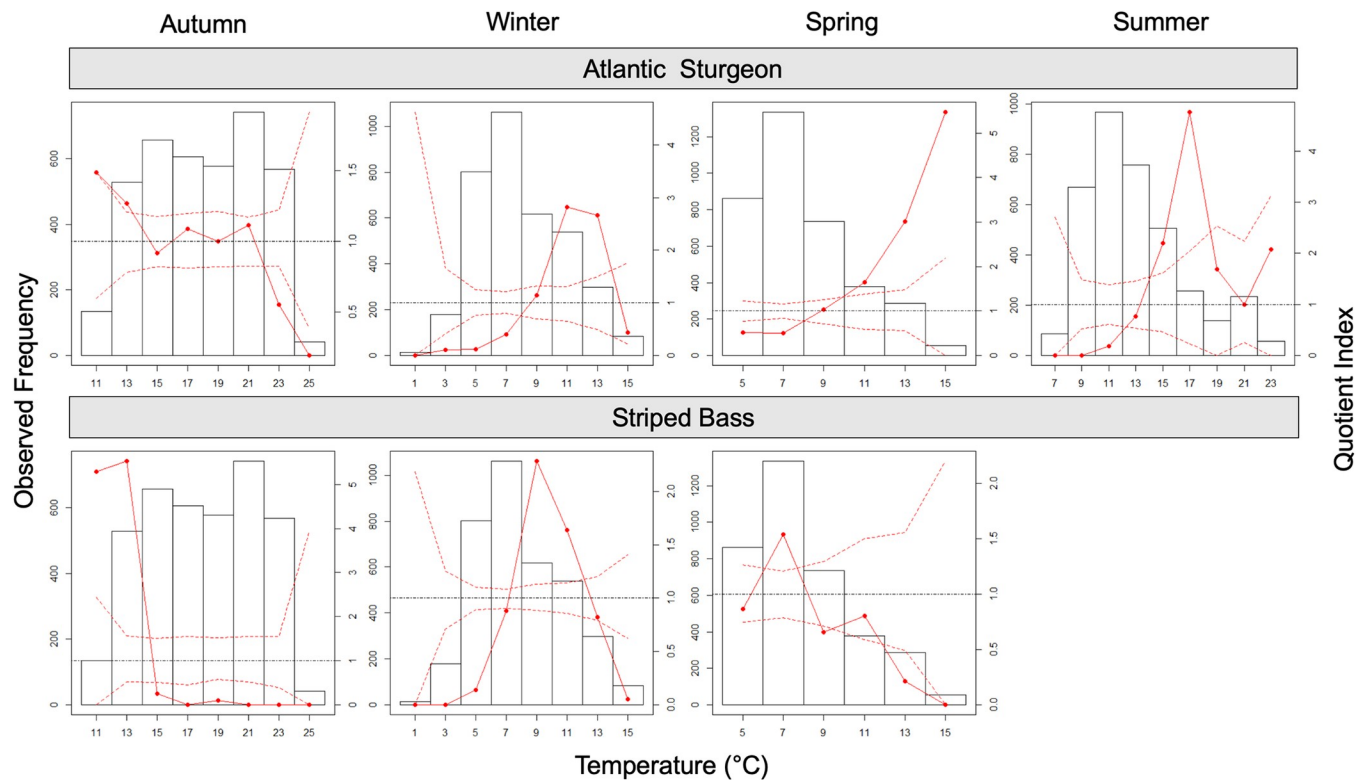 Autumn Winter Spring Summer
Atlantic Sturgeon
0 200 400 600
0.5 1.0 1.5
11 13 15 17 19 21 23 25
0 200 400 600 800 1000
0 1 2 3 4
1 3 5 7 9 11 13 15
0 200 400 600 800 1000 1200
0 1 2 3 4 5
5 7 9 11 13 15
0 200 400 600 800 1000
0 1 2 3 4
7 9 11 13 15 17 19 21 23
Observed Frequency
Quotient Index
Striped Bass
0 200 400 600
0 1 2 3 4 5
11 13 15 17 19 21 23 25
0 200 400 600 800 1000
0.0 0.5 1.0 1.5 2.0
1 3 5 7 9 11 13 15
0 200 400 600 800 1000 1200
0.0 0.5 1.0 1.5 2.0
5 7 9 11 13 15
Temperature (°C)